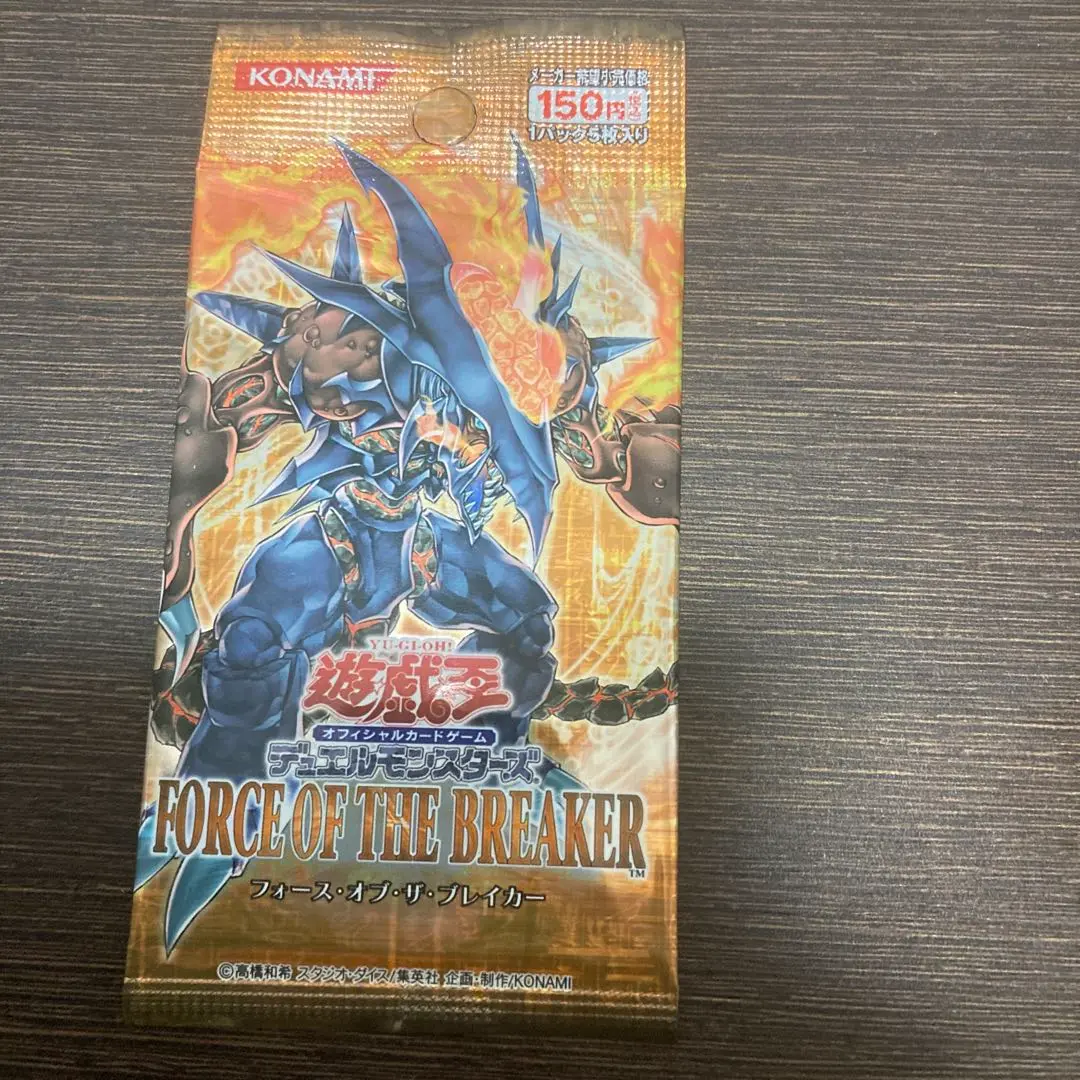 KONAMI
メーカー希望小売価格
150円税込
1パック5枚入り
YU-GI-OH!
遊戯王
オフィシャルカードゲーム
デュエルモンスターズ
FORCE OF THE BREAKER™
フォース・オブ・ザ・ブレイカー
©高橋和希 スタジオ・ダイス/集英社 企画・制作/KONAMI